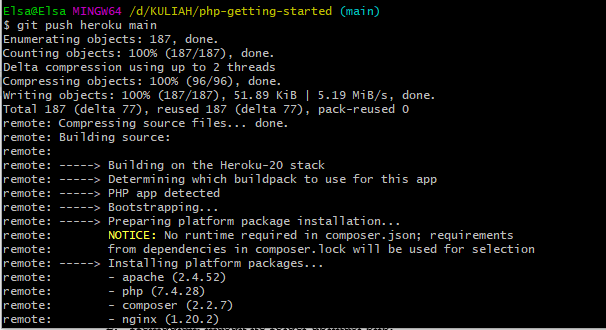 Elsa@Elsa MINGW64 /d/KULIAH/php-getting-started (main)
$ git push heroku main
Enumerating objects: 187, done.
Counting objects: 100% (187/187), done.
Delta compression using up to 2 threads
Compressing objects: 100% (96/96), done.
Writing objects: 100% (187/187), 51.89 KiB | 5.19 MiB/s, done.
Total 187 (delta 77), reused 187 (delta 77), pack-reused 0
remote: Compressing source files... done.
remote: Building source:
remote:
remote: -----> Building on the Heroku-20 stack
remote: -----> Determining which buildpack to use for this app
remote: -----> PHP app detected
remote: -----> Bootstrapping...
remote: -----> Preparing platform package installation...
remote:        NOTICE: No runtime required in composer.json; requirements
remote:        from dependencies in composer.lock will be used for selection
remote: -----> Installing platform packages...
remote:        - apache (2.4.52)
remote:        - php (7.4.28)
remote:        - composer (2.2.7)
remote:        - nginx (1.20.2)